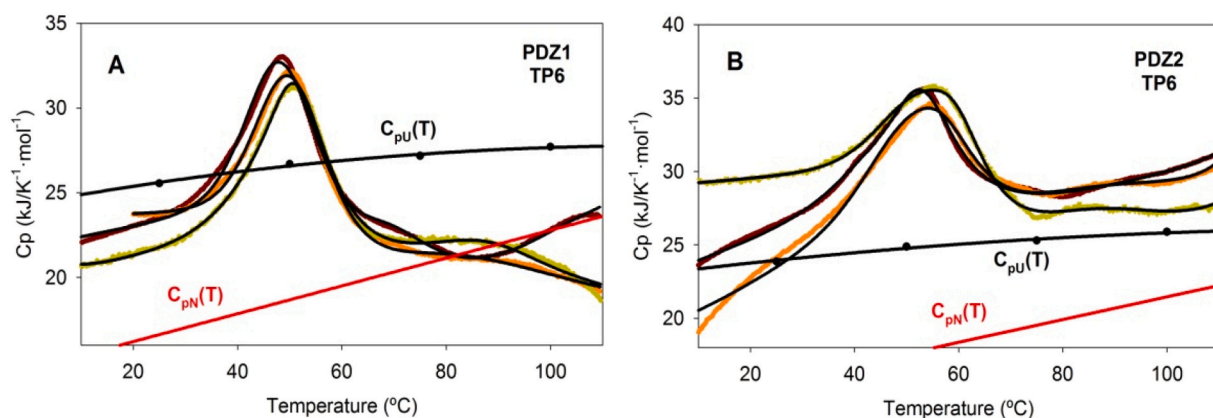 A
PDZ1
TP6
CpU(T)
CpN(T)
Cp (kJ/K⁻¹·mol⁻¹)
35
30
25
20
20 40 60 80 100
Temperature (ºC)
B
PDZ2
TP6
CpU(T)
CpN(T)
Cp (kJ/K⁻¹·mol⁻¹)
40
35
30
25
20
20 40 60 80 100
Temperature (ºC)